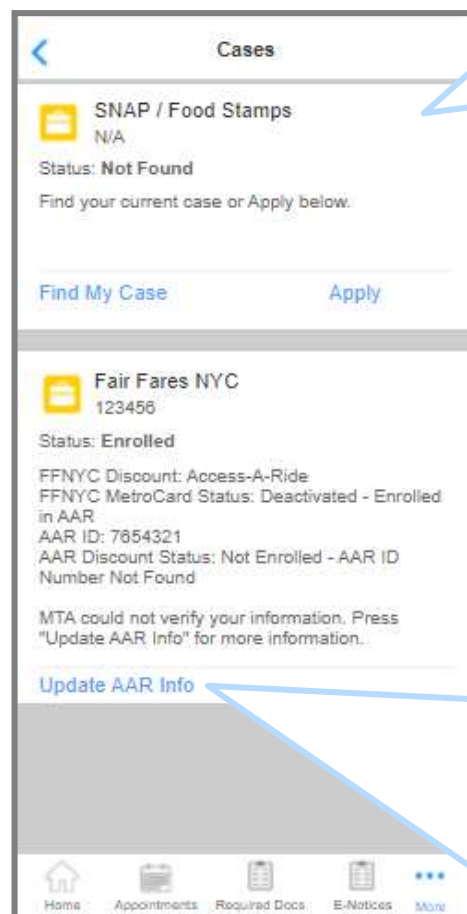 Cases
SNAP / Food Stamps
N/A
Status: Not Found
Find your current case or Apply below.
Find My Case Apply
Fair Fares NYC
123456
Status: Enrolled
FFNYC Discount: Access-A-Ride
FFNYC MetroCard Status: Deactivated - Enrolled
in AAR
AAR ID: 7654321
AAR Discount Status: Not Enrolled - AAR ID
Number Not Found
MTA could not verify your information. Press
"Update AAR Info" for more information.
Update AAR Info
Home Appointments Required Docs E-Notices More